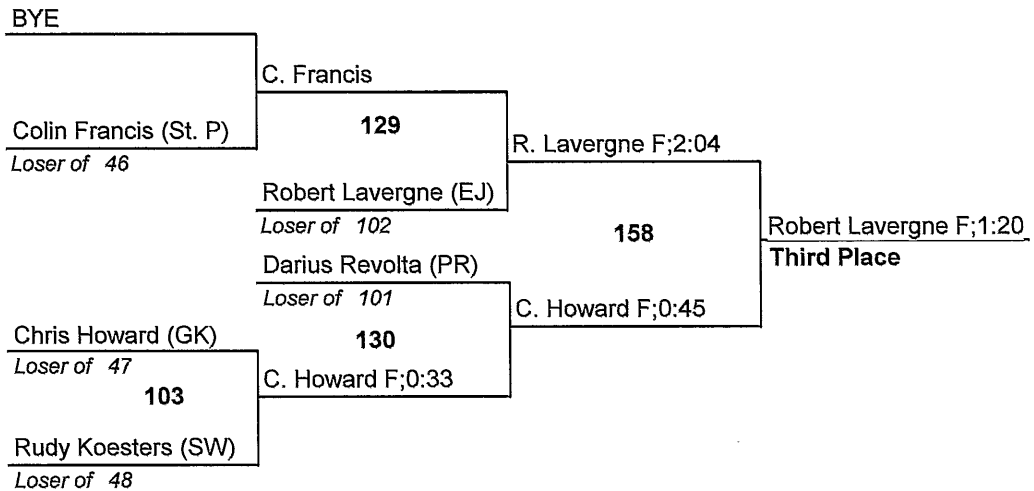 BYE
C. Francis
129
Colin Francis (St. P)
Loser of 46
R. Lavergne F;2:04
Robert Lavergne (EJ)
Loser of 102
158
Robert Lavergne F;1:20
Third Place
Darius Revolta (PR)
Loser of 101
C. Howard F;0:45
Chris Howard (GK)
Loser of 47
130
103
C. Howard F;0:33
Rudy Koesters (SW)
Loser of 48